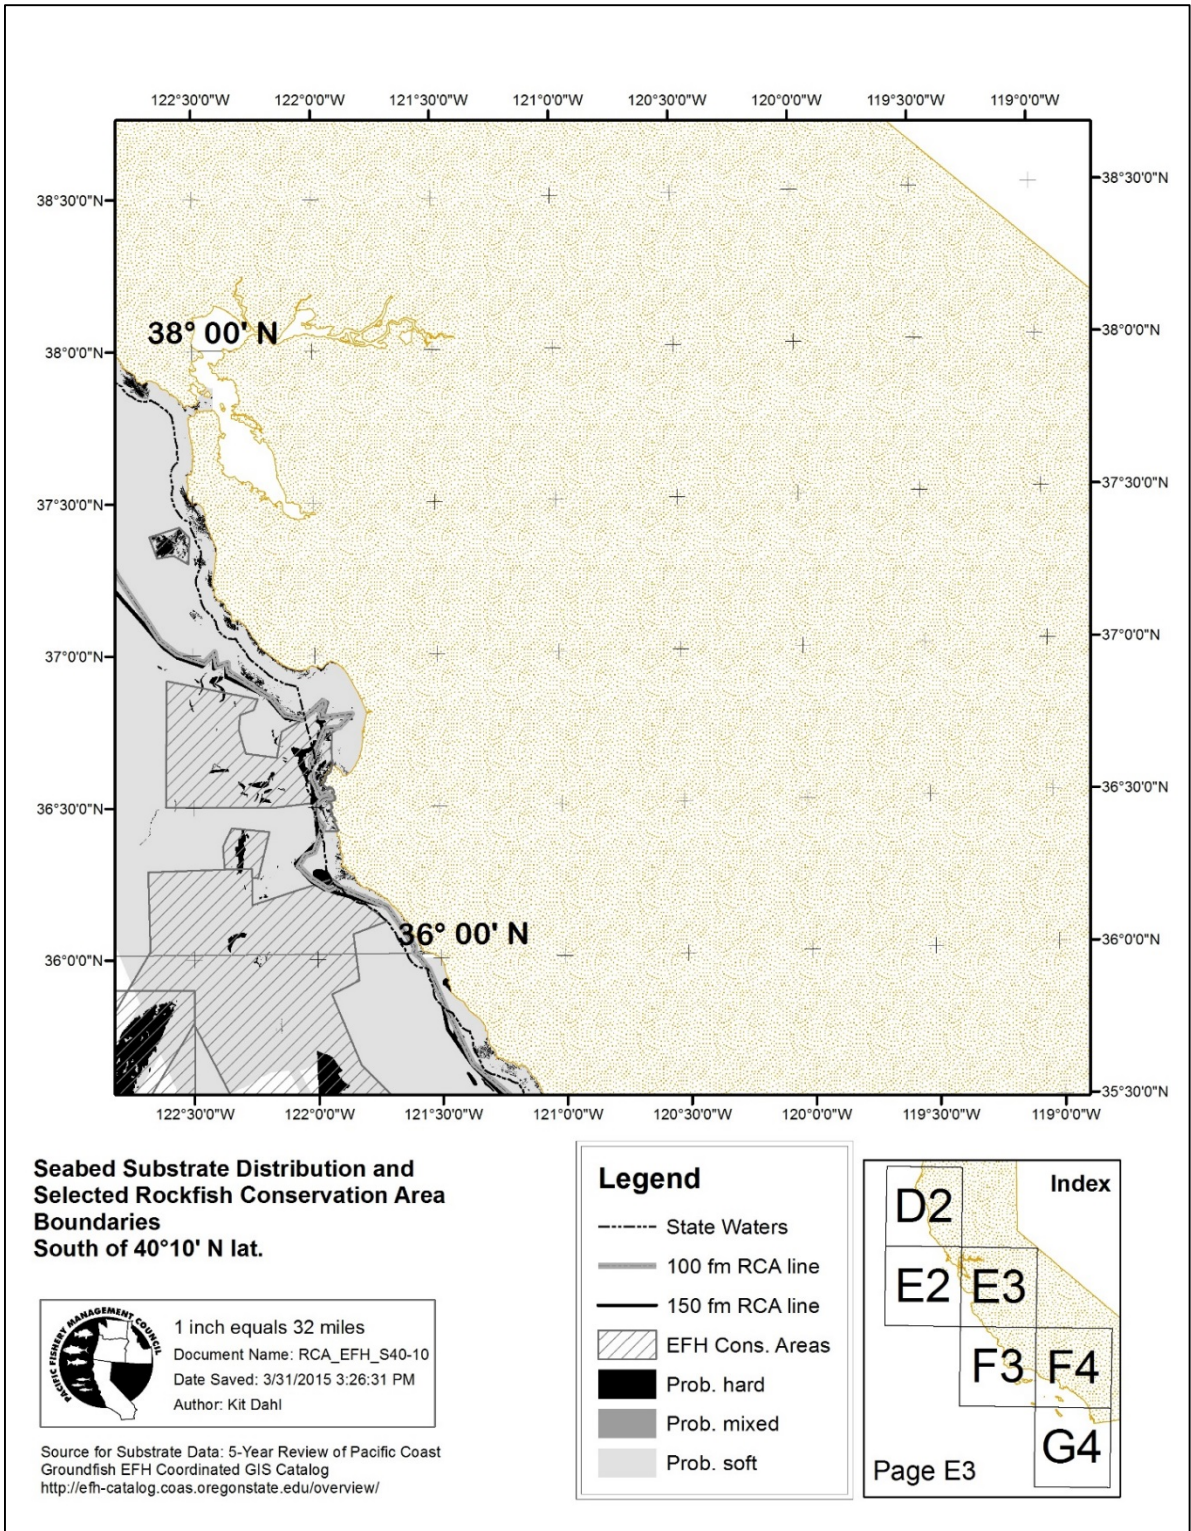 122°30'0"W 122°0'0"W 121°30'0"W 121°0'0"W 120°30'0"W 120°0'0"W 119°30'0"W 119°0'0"W
38°30'0"N 38°30'0"N
38° 00' N
38°0'0"N 38°0'0"N
37°30'0"N 37°30'0"N
37°0'0"N 37°0'0"N
36°30'0"N 36°30'0"N
36° 00' N
36°0'0"N 36°0'0"N
35°30'0"N
122°30'0"W 122°0'0"W 121°30'0"W 121°0'0"W 120°30'0"W 120°0'0"W 119°30'0"W 119°0'0"W
Seabed Substrate Distribution and
Selected Rockfish Conservation Area
Boundaries
South of 40°10' N lat.
PACIFIC FISHERY MANAGEMENT COUNCIL
1 inch equals 32 miles
Document Name: RCA_EFH_S40-10
Date Saved: 3/31/2015 3:26:31 PM
Author: Kit Dahl
Source for Substrate Data: 5-Year Review of Pacific Coast
Groundfish EFH Coordinated GIS Catalog
http://efh-catalog.coas.oregonstate.edu/overview/
Legend
State Waters
100 fm RCA line
150 fm RCA line
EFH Cons. Areas
Prob. hard
Prob. mixed
Prob. soft
Index
D2
E2 E3
F3 F4
G4
Page E3